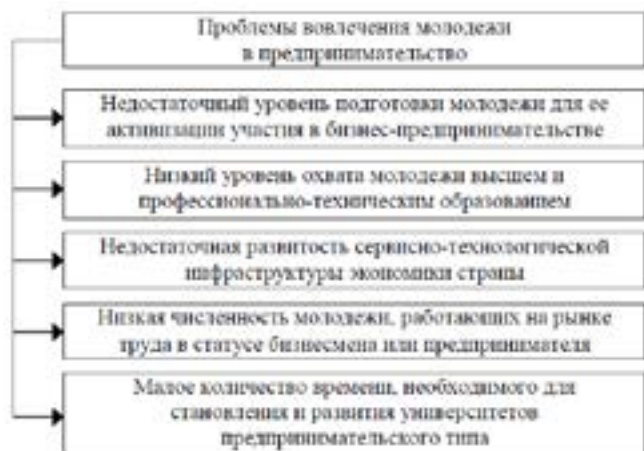 Проблемы вовлечения молодежи
в предпринимательство
Недостаточный уровень подготовки молодежи для ее
активизации участия в бизнес-предпринимательстве
Низкий уровень охвата молодежи высшем и
профессионально-техническим образованием
Недостаточная развитость сервисно-технологической
инфраструктуры экономики страны
Низкая численность молодежи, работающих на рынке
труда в статусе бизнесмена или предпринимателя
Малое количество времени, необходимого для
становления и развития университетов
предпринимательского типа